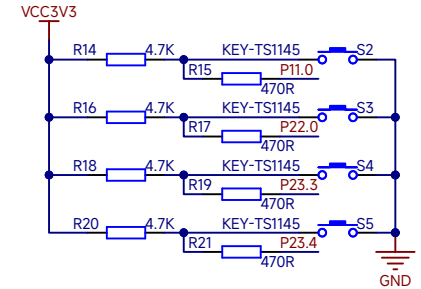 VCC3V3
R14 4.7K KEY-TS1145 S2
R15 P11.0
470R
R16 4.7K KEY-TS1145 S3
R17 P22.0
470R
R18 4.7K KEY-TS1145 S4
R19 P23.3
470R
R20 4.7K KEY-TS1145 S5
R21 P23.4
470R
GND